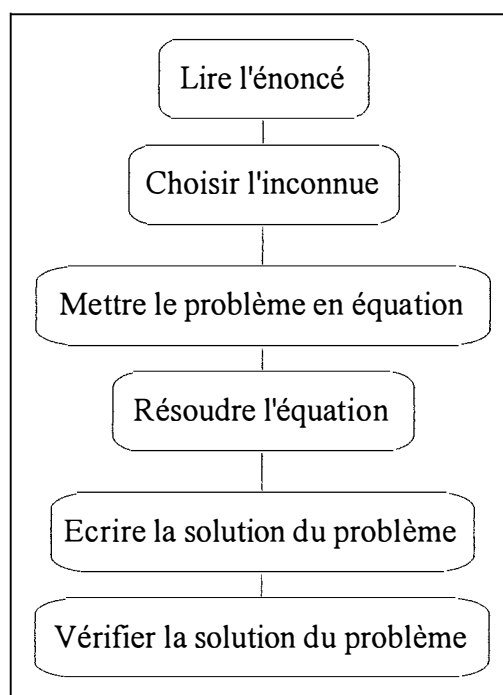 Lire l'énoncé
Choisir l'inconnue
Mettre le problème en équation
Résoudre l'équation
Ecrire la solution du problème
Vérifier la solution du problème